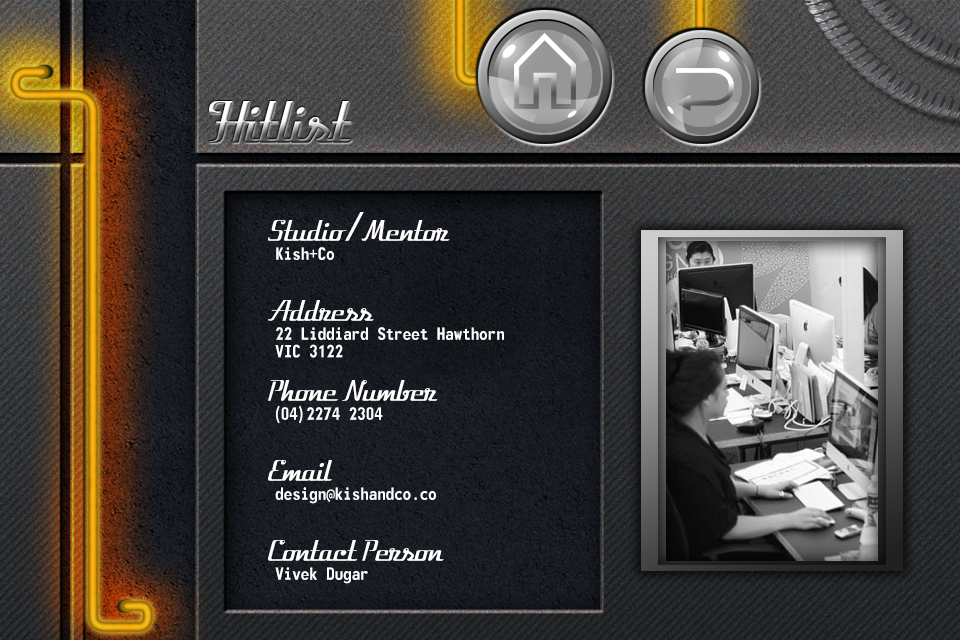 Hitlist
Studio/Mentor
Kish+Co
Address
22 Liddiard Street Hawthorn
VIC 3122
Phone Number
(04)2274 2304
Email
design@kishandco.co
Contact Person
Vivek Dugar